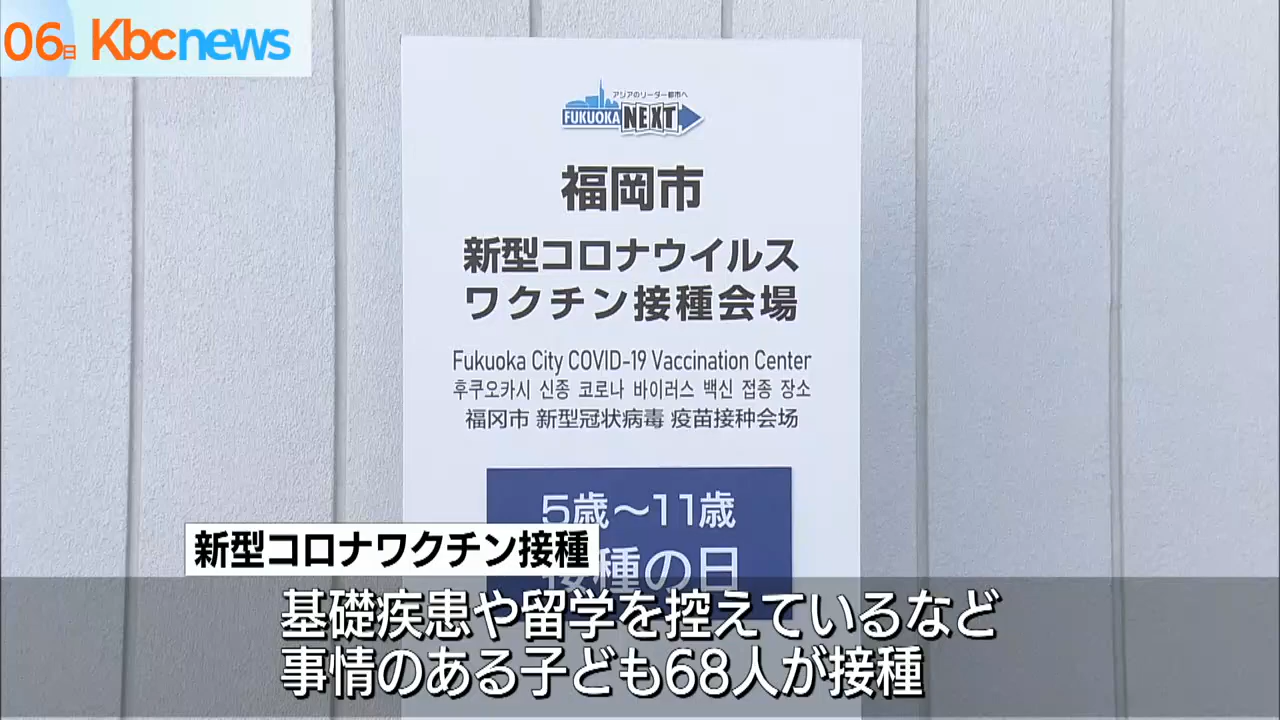 06日 Kbcnews
アジアのリーダー都市へ
FUKUOKA NEXT
福岡市
新型コロナウイルス
ワクチン接種会場
Fukuoka City COVID-19 Vaccination Center
후쿠오카시 신종 코로나 바이러스 백신 접종 장소
福冈市 新型冠状病毒 疫苗接种会场
5歳～11歳
接種の日
新型コロナワクチン接種
基礎疾患や留学を控えているなど
事情のある子ども68人が接種